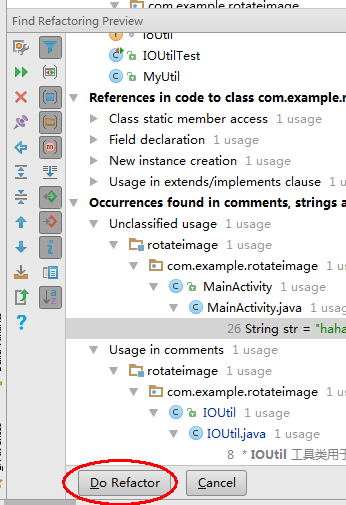 com.example.rotateimage
Find Refactoring Preview
IOUtil
IOUtilTest
MyUtil
References in code to class com.example.r
Class static member access 1 usage
Field declaration 1 usage
New instance creation 1 usage
Usage in extends/implements clause 1 usage
Occurrences found in comments, strings a
Unclassified usage 1 usage
rotateimage 1 usage
com.example.rotateimage 1 usage
MainActivity 1 usage
MainActivity.java 1 usage
26 String str = "haha
Usage in comments 1 usage
rotateimage 1 usage
com.example.rotateimage 1 usage
IOUtil 1 usage
IOUtil.java 1 usage
8 * IOUtil 工具类用于
Do Refactor
Cancel